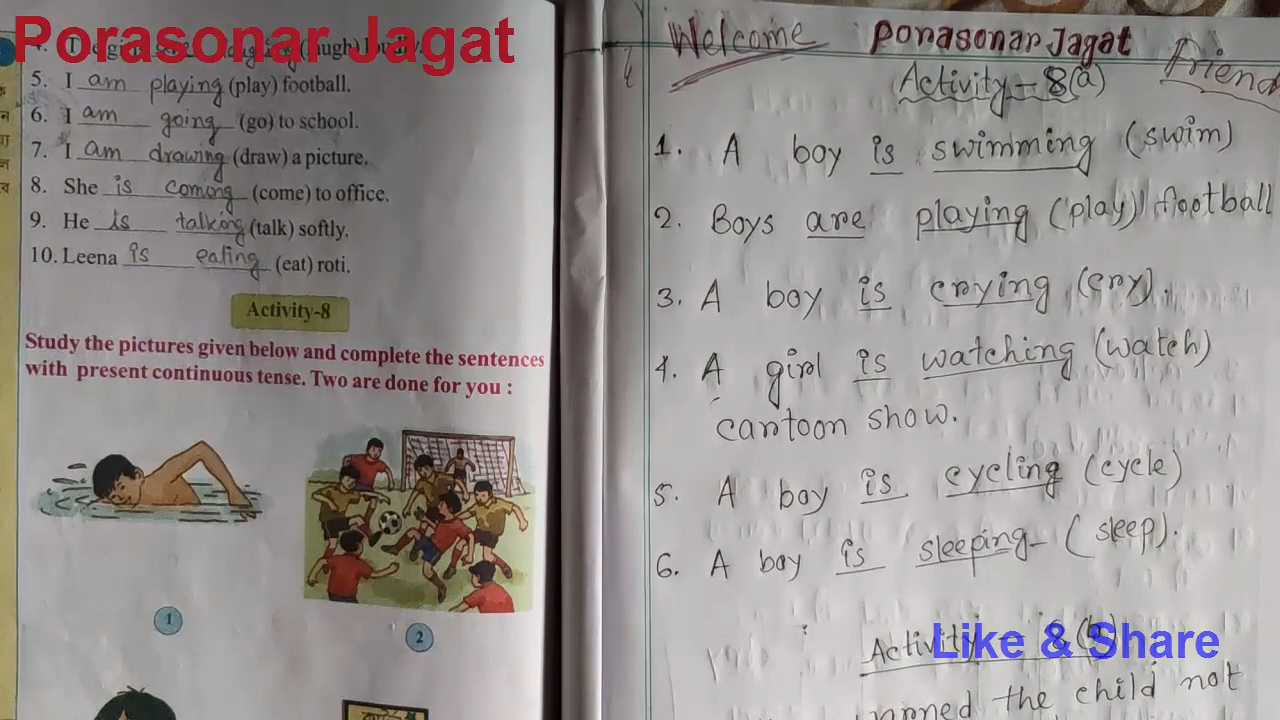 Porasonar Jagat
(laugh) loudly.
5. I am playing (play) football.
6. I am going (go) to school.
7. I am drawing (draw) a picture.
8. She is coming (come) to office.
9. He is talking (talk) softly.
10. Leena is eating (eat) roti.
Activity-8
Study the pictures given below and complete the sentences
with present continuous tense. Two are done for you :
1
2
Welcome Porasonar Jagat Friend
Activity - 8(a)
1. A boy is swimming (swim)
2. Boys are playing (play) football
3. A boy is crying (cry).
4. A girl is watching (watch)
cartoon show.
5. A boy is cycling (cycle)
6. A boy is sleeping (sleep).
Activity - 8(b)
Like & Share
the child not